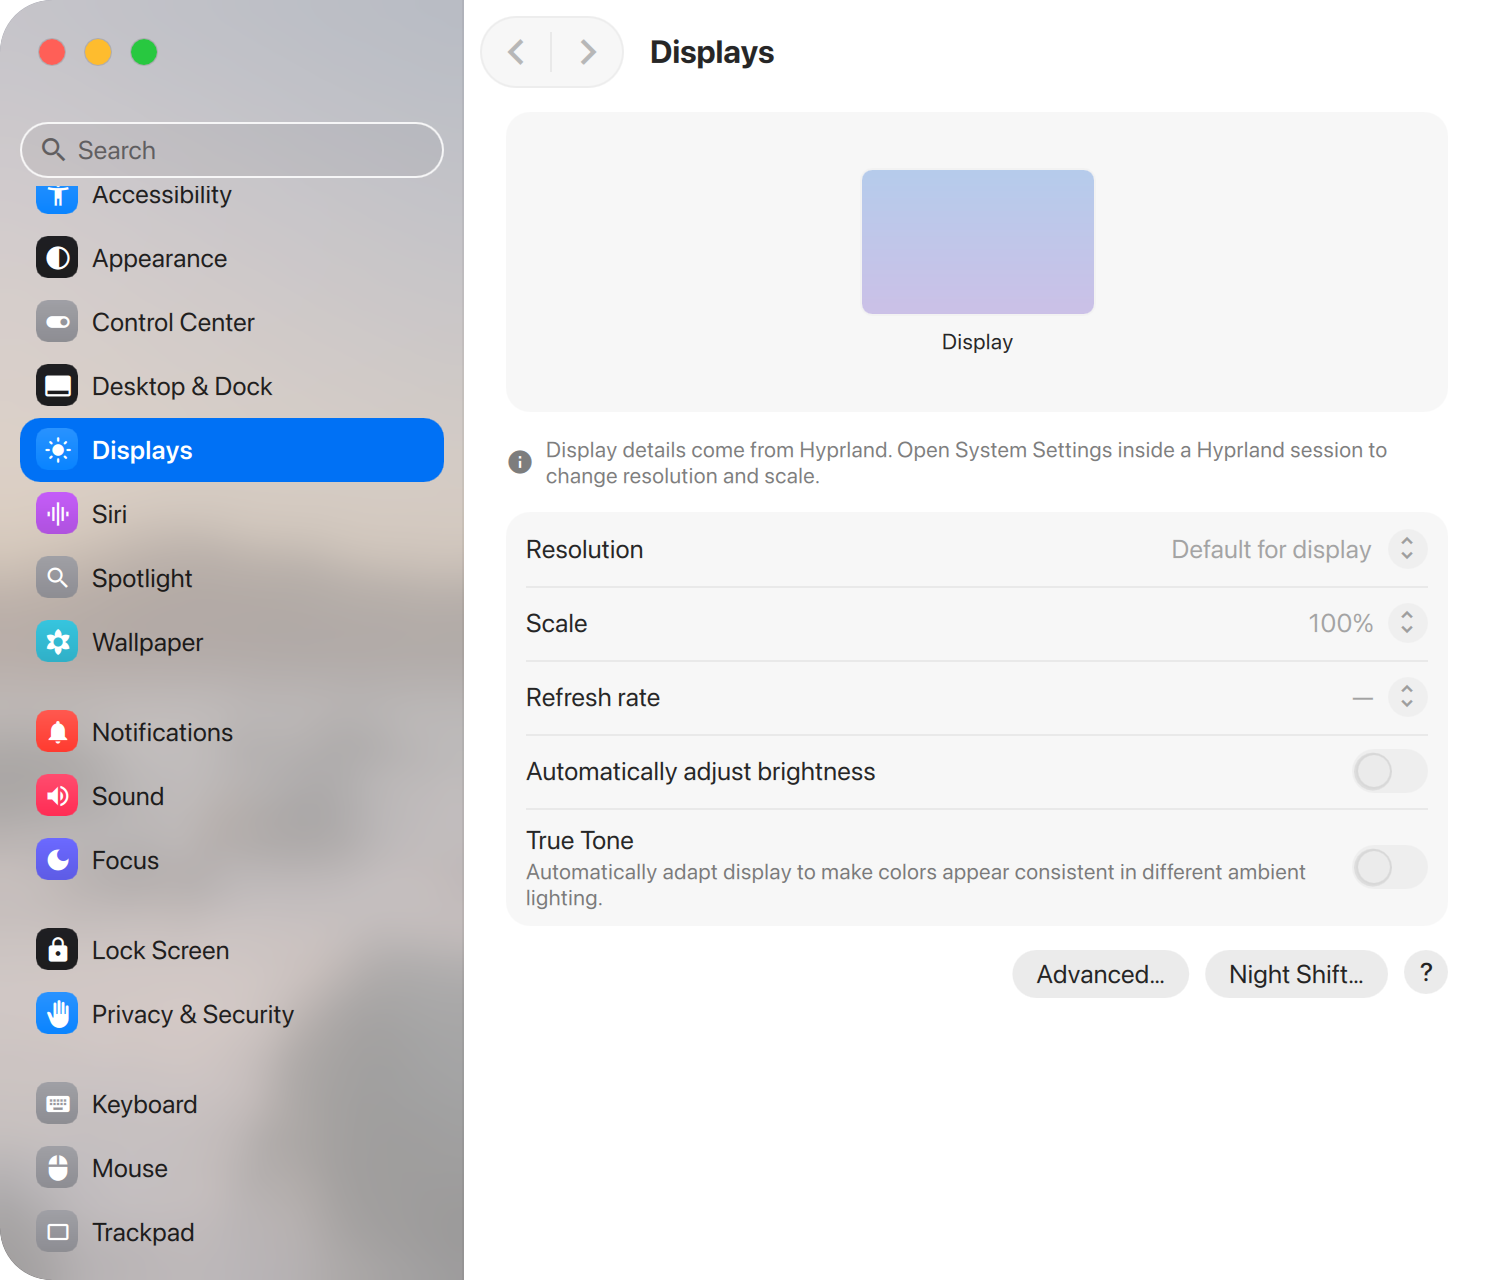 Displays
Search
Accessibility
Appearance
Control Center
Desktop & Dock
Displays
Siri
Spotlight
Wallpaper
Notifications
Sound
Focus
Lock Screen
Privacy & Security
Keyboard
Mouse
Trackpad
Display
Display details come from Hyprland. Open System Settings inside a Hyprland session to
change resolution and scale.
Resolution Default for display
Scale 100%
Refresh rate —
Automatically adjust brightness
True Tone
Automatically adapt display to make colors appear consistent in different ambient
lighting.
Advanced... Night Shift... ?